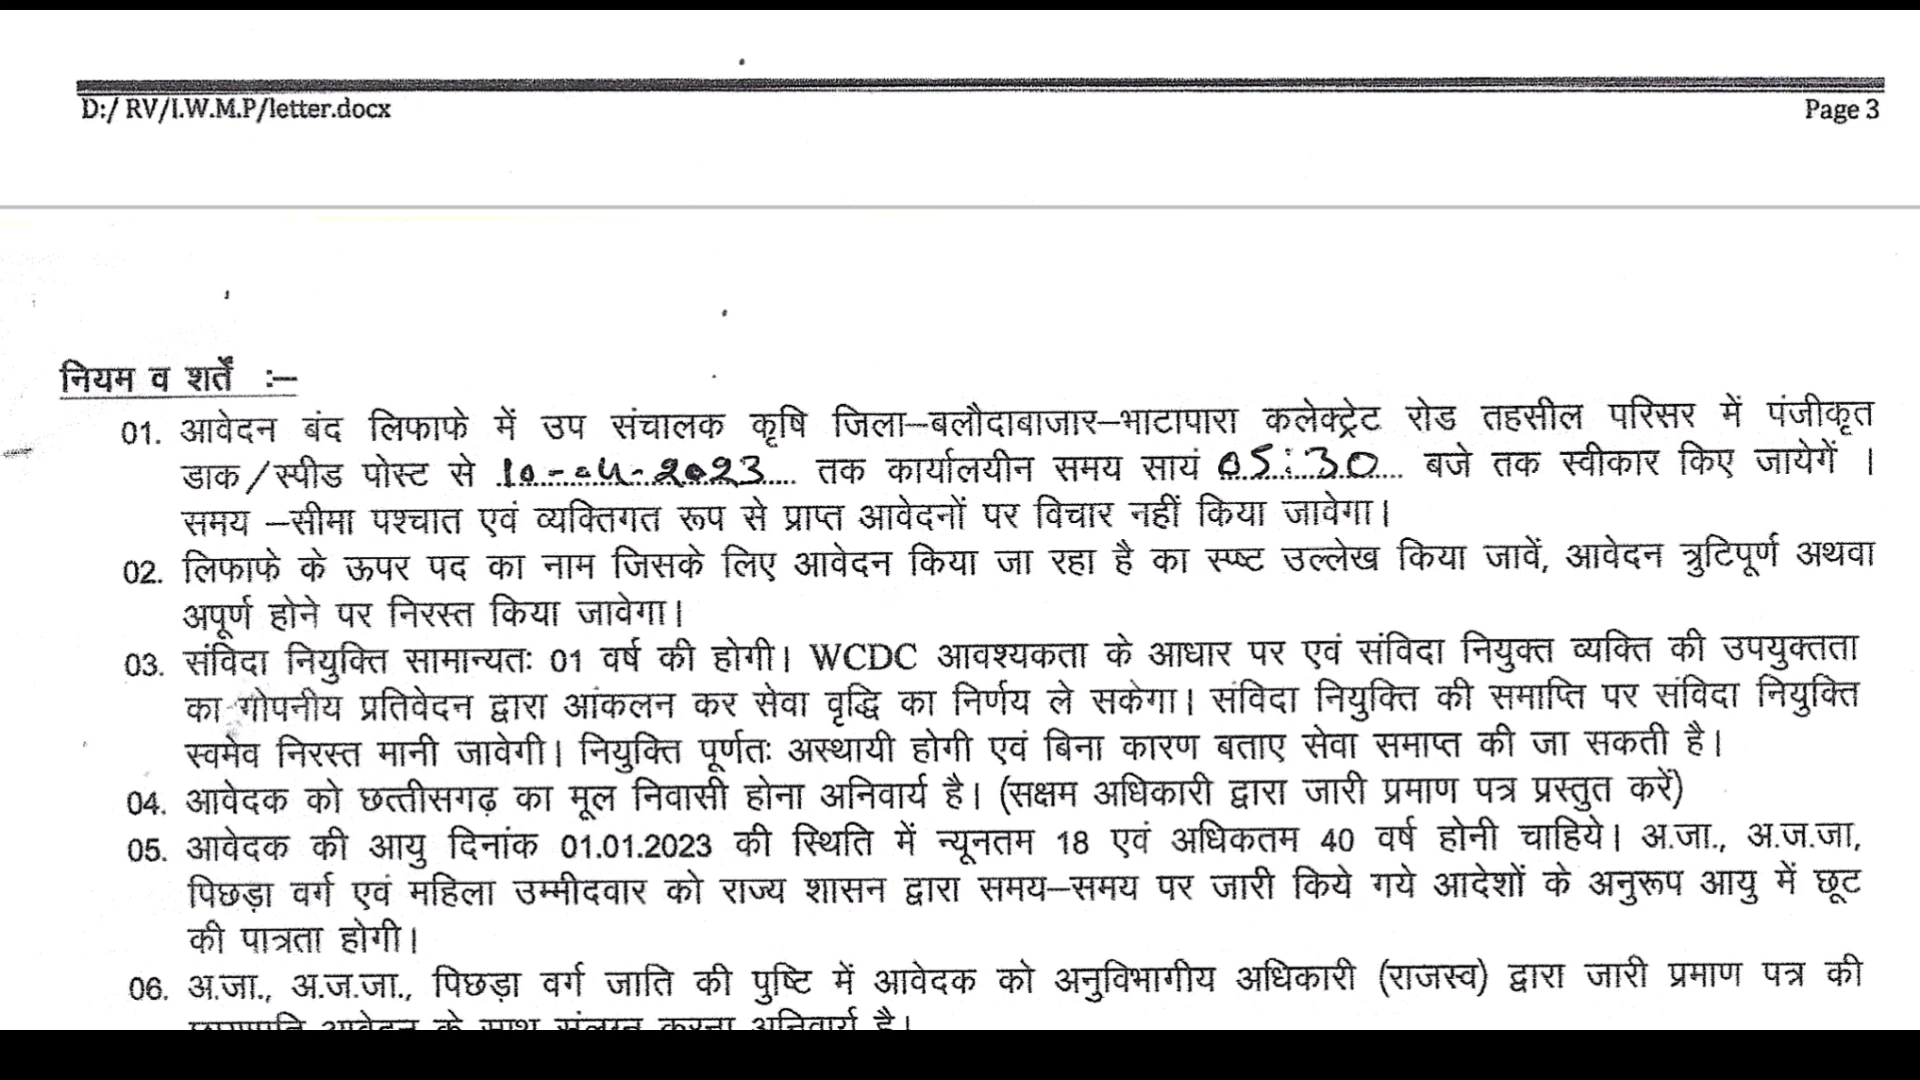 D:/ RV/I.W.M.P/letter.docx
Page 3
नियम व शर्तें :–
01. आवेदन बंद लिफाफे में उप संचालक कृषि जिला–बलौदाबाजार–भाटापारा कलेक्ट्रेट रोड तहसील परिसर में पंजीकृत
डाक/स्पीड पोस्ट से 10-04-2023 तक कार्यालयीन समय सायं 05:30 बजे तक स्वीकार किए जायेगें ।
समय –सीमा पश्चात एवं व्यक्तिगत रूप से प्राप्त आवेदनों पर विचार नहीं किया जावेगा।
02. लिफाफे के ऊपर पद का नाम जिसके लिए आवेदन किया जा रहा है का स्प्ष्ट उल्लेख किया जावें, आवेदन त्रुटिपूर्ण अथवा
अपूर्ण होने पर निरस्त किया जावेगा।
03. संविदा नियुक्ति सामान्यतः 01 वर्ष की होगी। WCDC आवश्यकता के आधार पर एवं संविदा नियुक्त व्यक्ति की उपयुक्तता
का गोपनीय प्रतिवेदन द्वारा आंकलन कर सेवा वृद्धि का निर्णय ले सकेगा। संविदा नियुक्ति की समाप्ति पर संविदा नियुक्ति
स्वमेव निरस्त मानी जावेगी। नियुक्ति पूर्णतः अस्थायी होगी एवं बिना कारण बताए सेवा समाप्त की जा सकती है।
04. आवेदक को छत्तीसगढ़ का मूल निवासी होना अनिवार्य है। (सक्षम अधिकारी द्वारा जारी प्रमाण पत्र प्रस्तुत करें)
05. आवेदक की आयु दिनांक 01.01.2023 की स्थिति में न्यूनतम 18 एवं अधिकतम 40 वर्ष होनी चाहिये। अ.जा., अ.ज.जा,
पिछड़ा वर्ग एवं महिला उम्मीदवार को राज्य शासन द्वारा समय–समय पर जारी किये गये आदेशों के अनुरूप आयु में छूट
की पात्रता होगी।
06. अ.जा., अ.ज.जा., पिछड़ा वर्ग जाति की पुष्टि में आवेदक को अनुविभागीय अधिकारी (राजस्व) द्वारा जारी प्रमाण पत्र की
छायाप्रति आवेदन के साथ संलग्न करना अनिवार्य है।